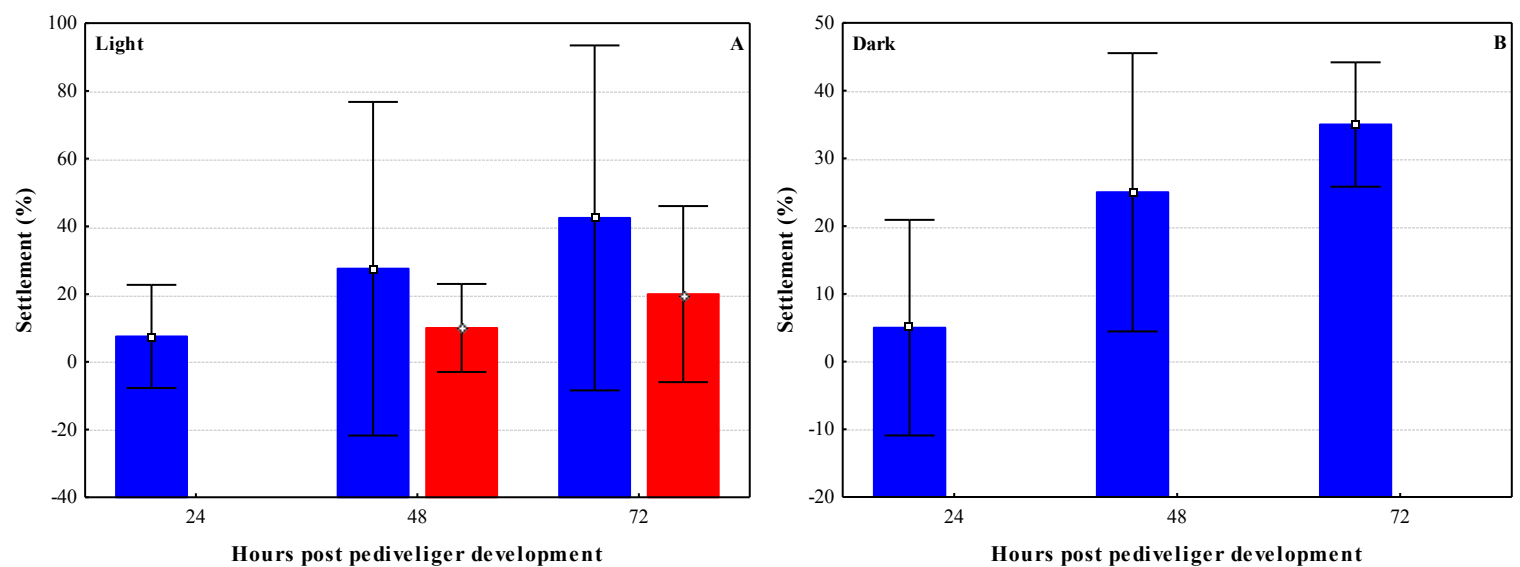 Light
A
Settlement (%)
100
80
60
40
20
0
-20
-40
24
48
72
Hours post pediveliger development
Dark
B
Settlement (%)
50
40
30
20
10
0
-10
-20
24
48
72
Hours post pediveliger development